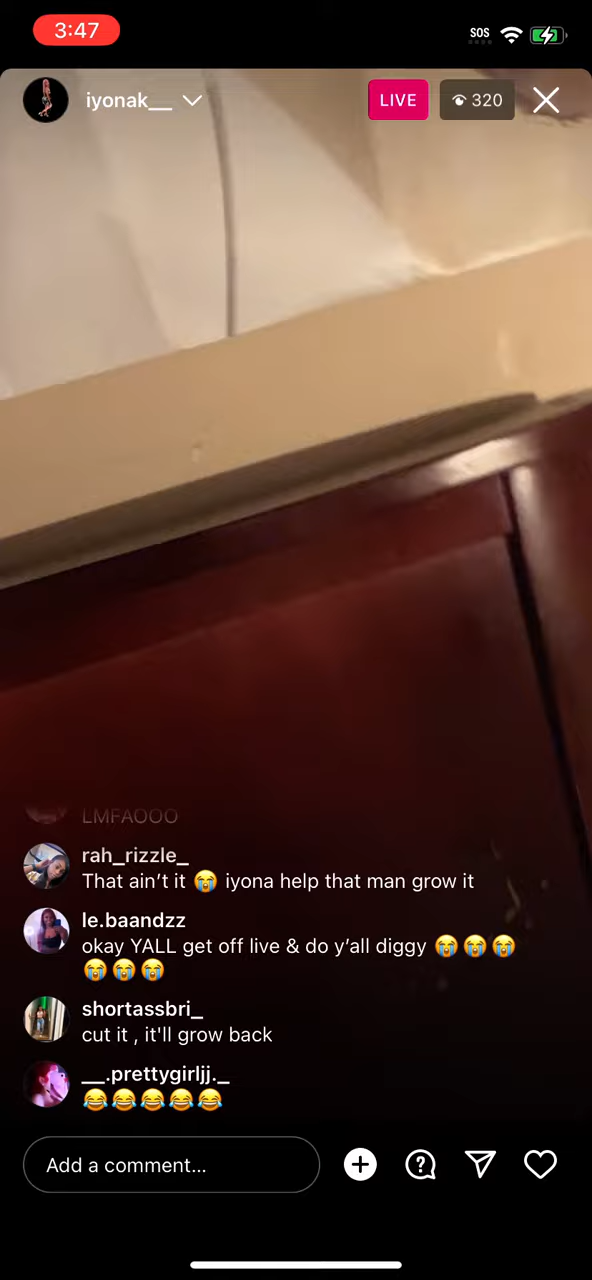 3:47
SOS
iyonak__
LIVE
320
LMFAOOO
rah_rizzle_
That ain’t it 😭 iyona help that man grow it
le.baandzz
okay YALL get off live & do y’all diggy 😭😭😭
😭😭😭
shortassbri_
cut it , it'll grow back
__.prettygirljj._
😂😂😂😂😂
Add a comment...